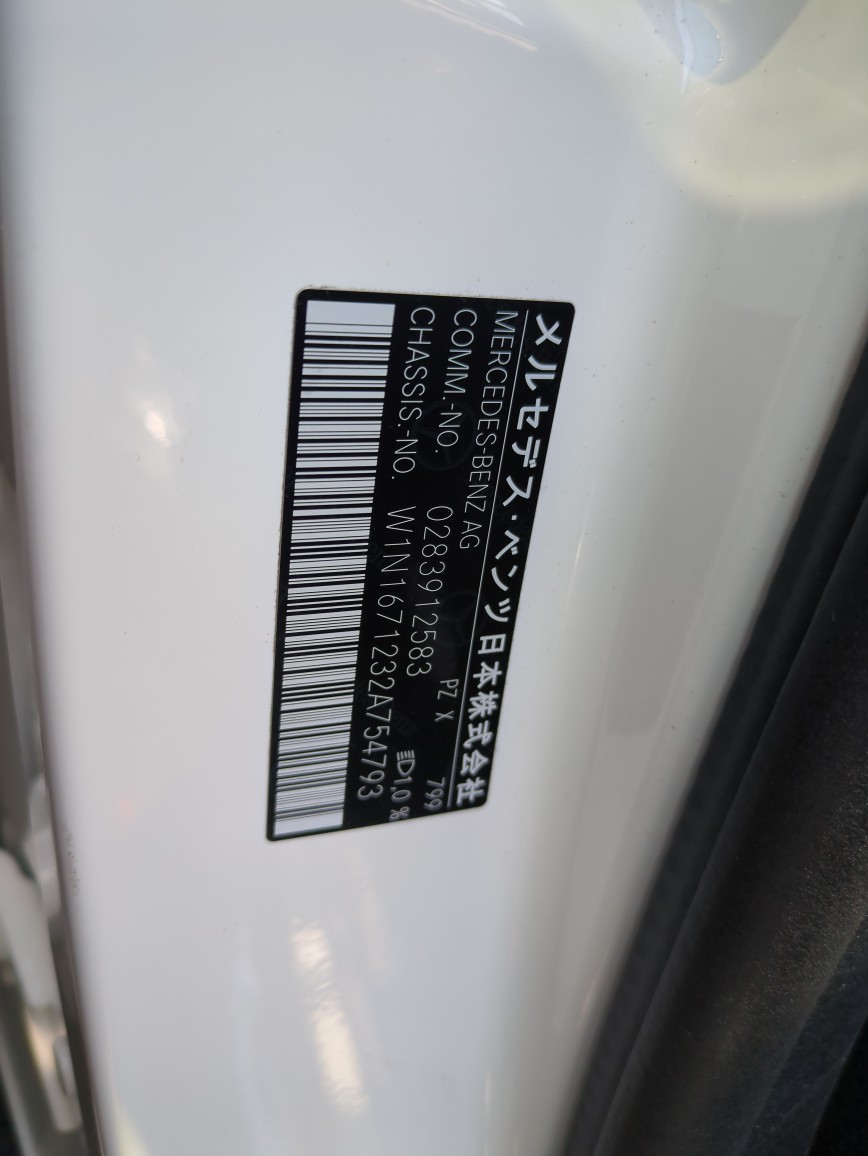 メルセデス・ベンツ日本株式会社
MERCEDES-BENZ AG 799
COMM.-NO. 0283912583 PZ X
CHASSIS.-NO. W1N1671232A754793 1,0 %